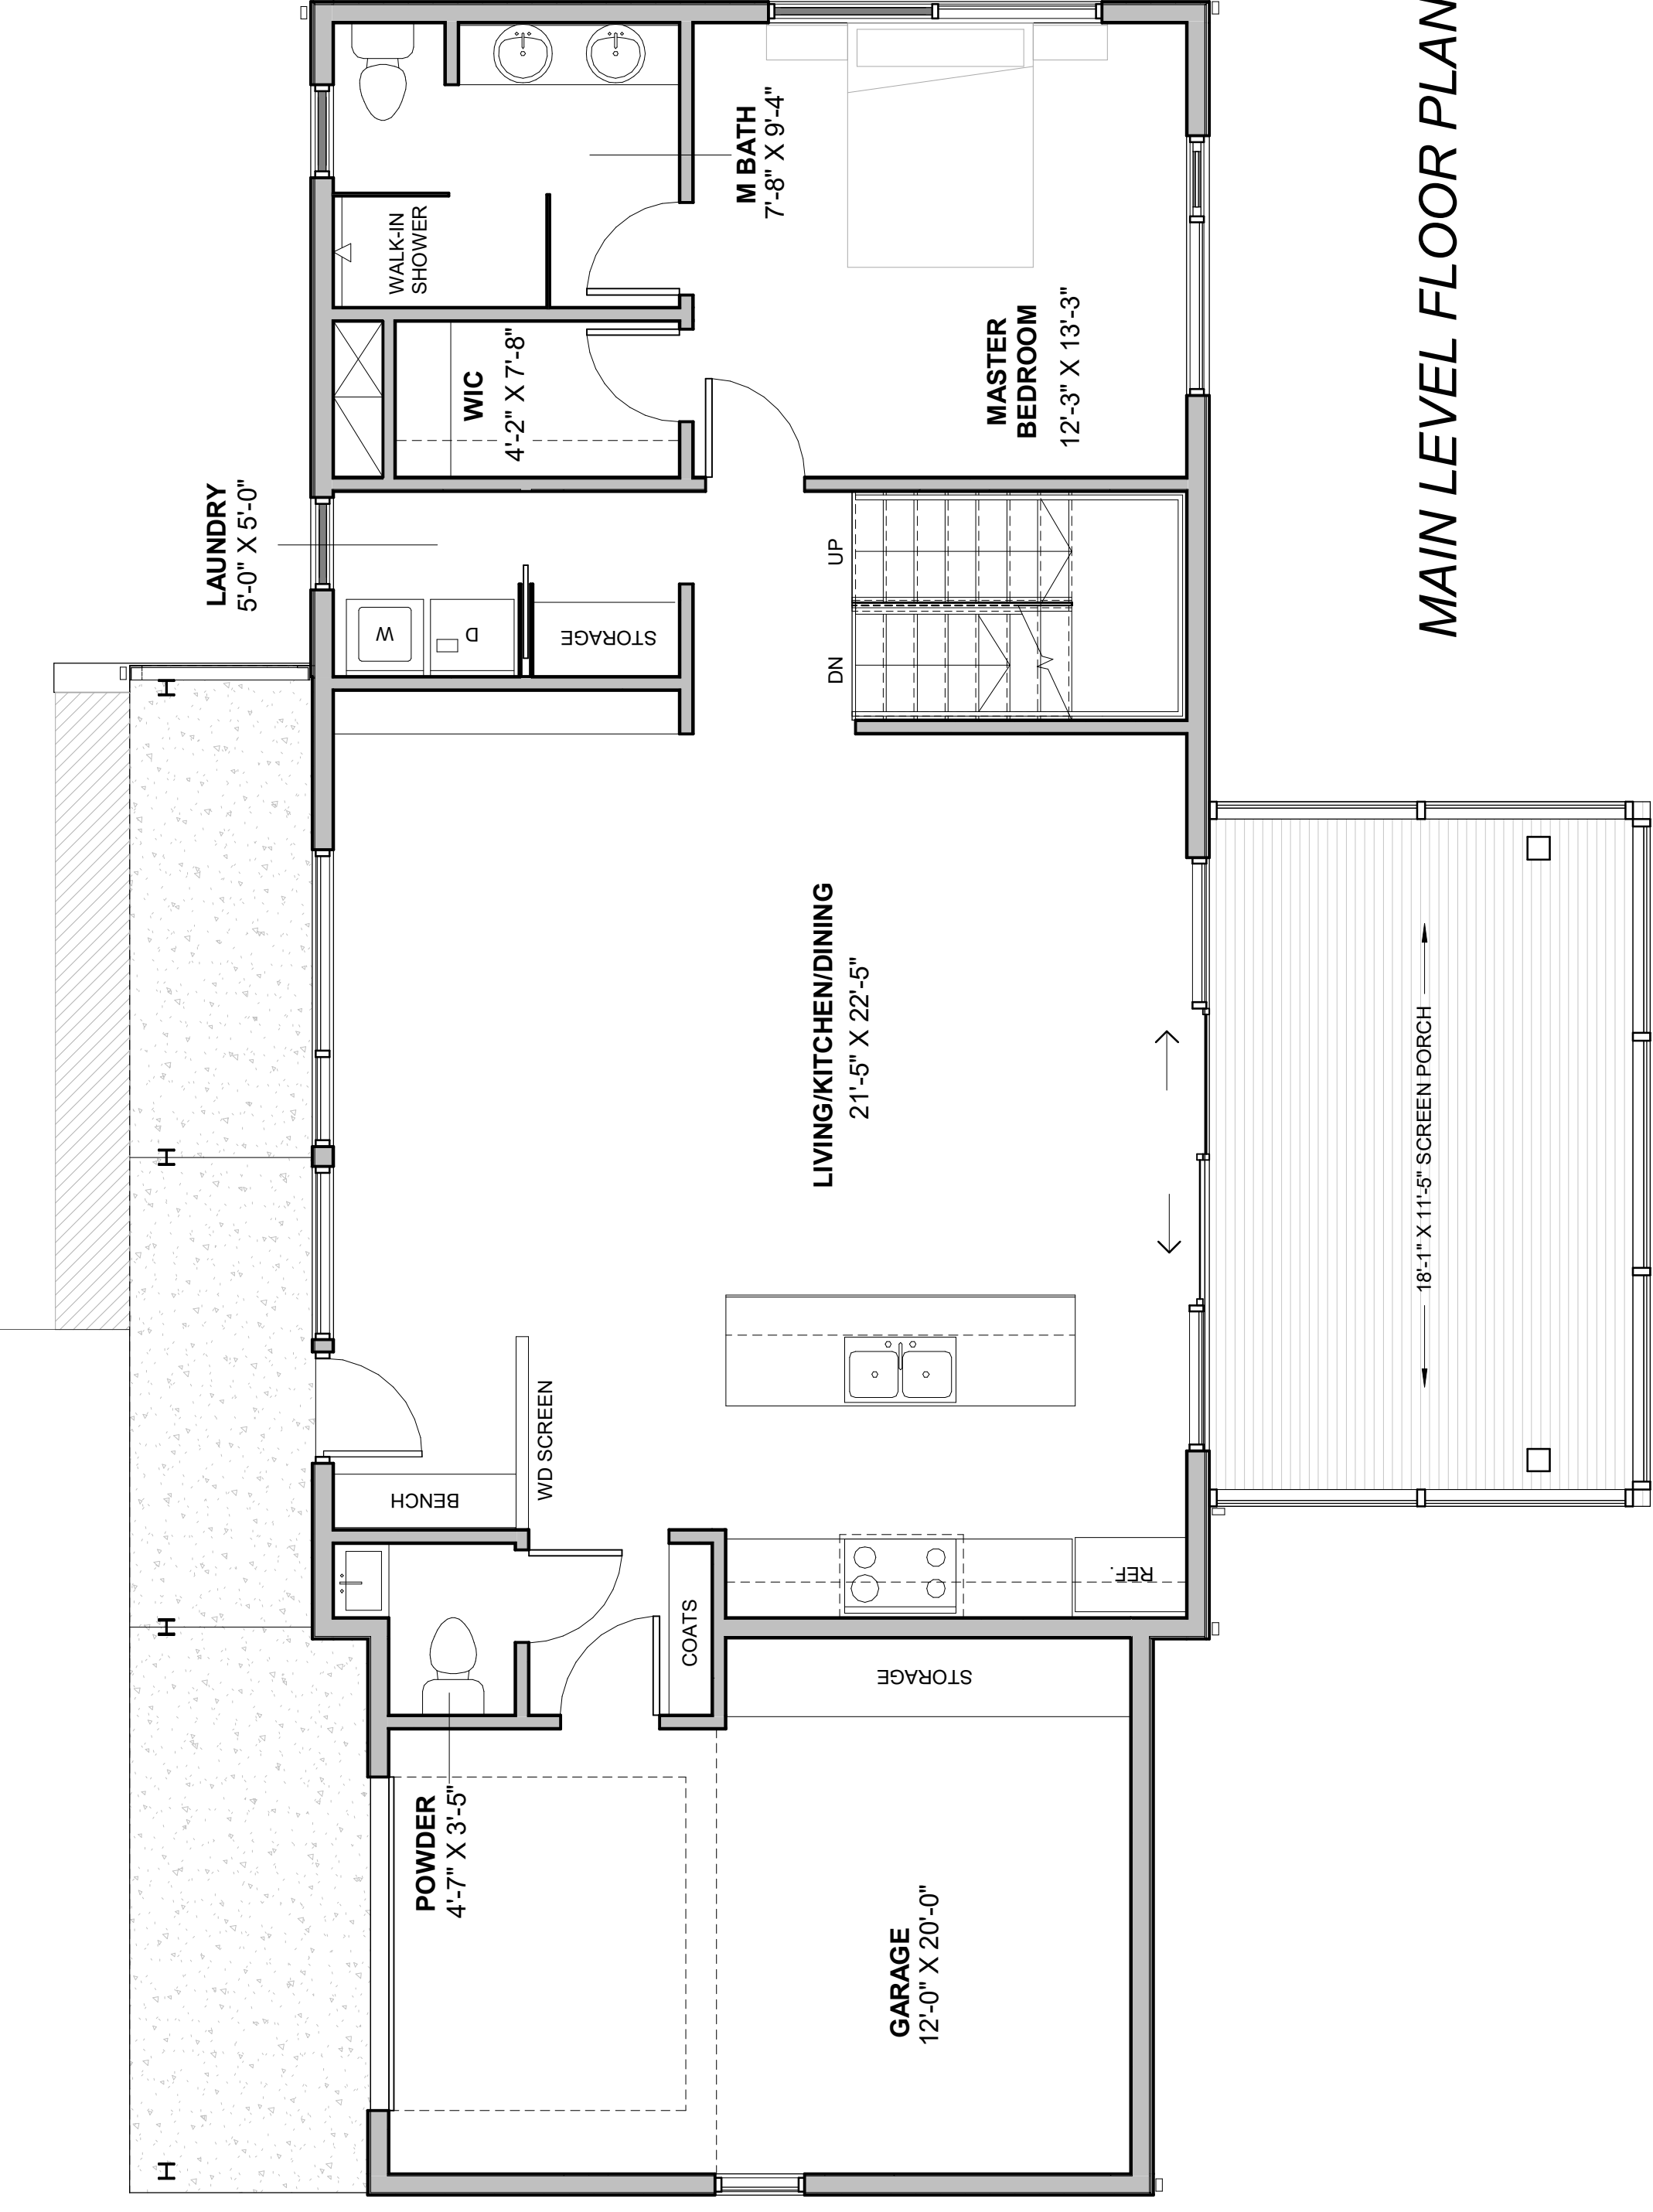 M BATH
7'-8" X 9'-4"
WALK-IN
SHOWER
WIC
4'-2" X 7'-8"
MASTER
BEDROOM
12'-3" X 13'-3"
LAUNDRY
5'-0" X 5'-0"
W
D
STORAGE
UP
DN
LIVING/KITCHEN/DINING
21'-5" X 22'-5"
18'-1" X 11'-5" SCREEN PORCH
WD SCREEN
BENCH
COATS
REF.
STORAGE
POWDER
4'-7" X 3'-5"
GARAGE
12'-0" X 20'-0"
MAIN LEVEL FLOOR PLAN